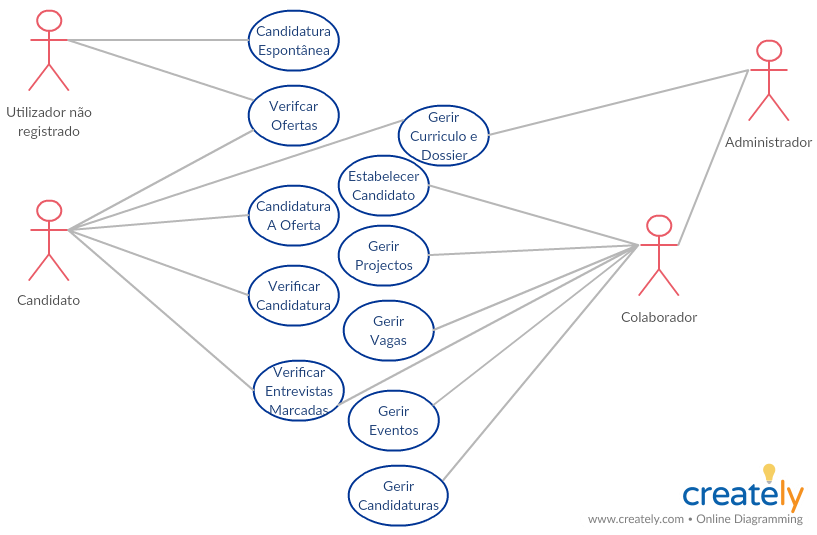 Candidatura
Espontânea
Utilizador não
registrado
Verifcar
Ofertas
Gerir
Curriculo e
Dossier
Administrador
Estabelecer
Candidato
Candidatura
A Oferta
Gerir
Projectos
Candidato
Verificar
Candidatura
Colaborador
Gerir
Vagas
Verificar
Entrevistas
Marcadas
Gerir
Eventos
Gerir
Candidaturas
creately
www.creately.com • Online Diagramming